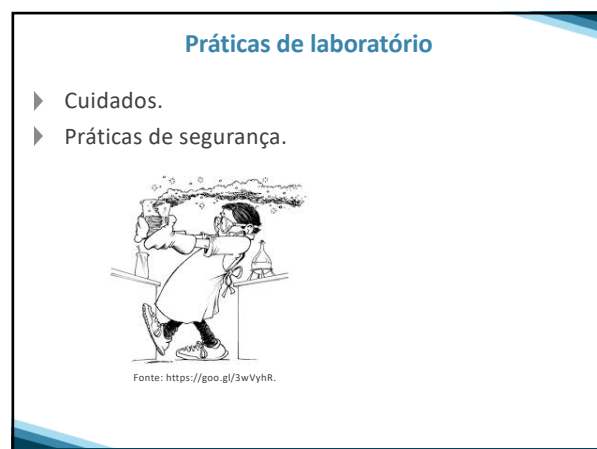 Práticas de laboratório
Cuidados.
Práticas de segurança.
Fonte: https://goo.gl/3wVyhR.